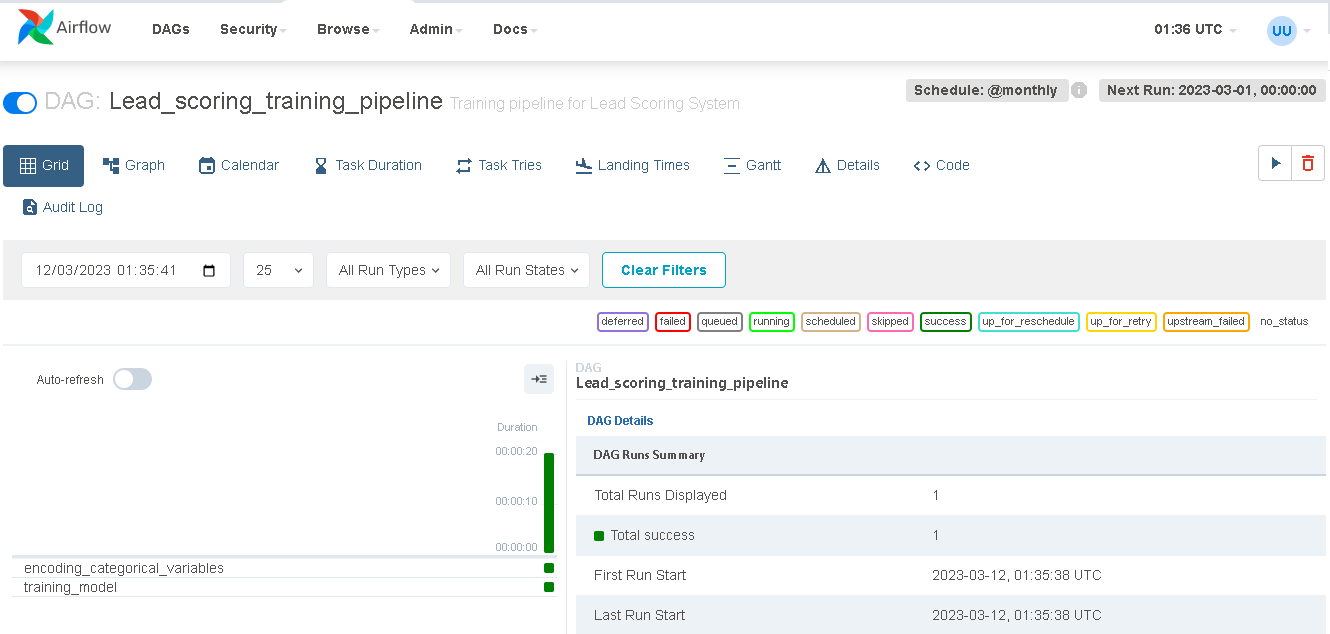 Airflow DAGs Security Browse Admin Docs 01:36 UTC UU
DAG: Lead_scoring_training_pipeline Training pipeline for Lead Scoring System Schedule: @monthly i Next Run: 2023-03-01, 00:00:00
Grid Graph Calendar Task Duration Task Tries Landing Times Gantt Details Code
Audit Log
12/03/2023 01:35:41 25 All Run Types All Run States Clear Filters
deferred failed queued running scheduled skipped success up_for_reschedule up_for_retry upstream_failed no_status
Auto-refresh
Duration
00:00:20
00:00:10
00:00:00
encoding_categorical_variables
training_model
DAG
Lead_scoring_training_pipeline
DAG Details
DAG Runs Summary
Total Runs Displayed 1
Total success 1
First Run Start 2023-03-12, 01:35:38 UTC
Last Run Start 2023-03-12, 01:35:38 UTC